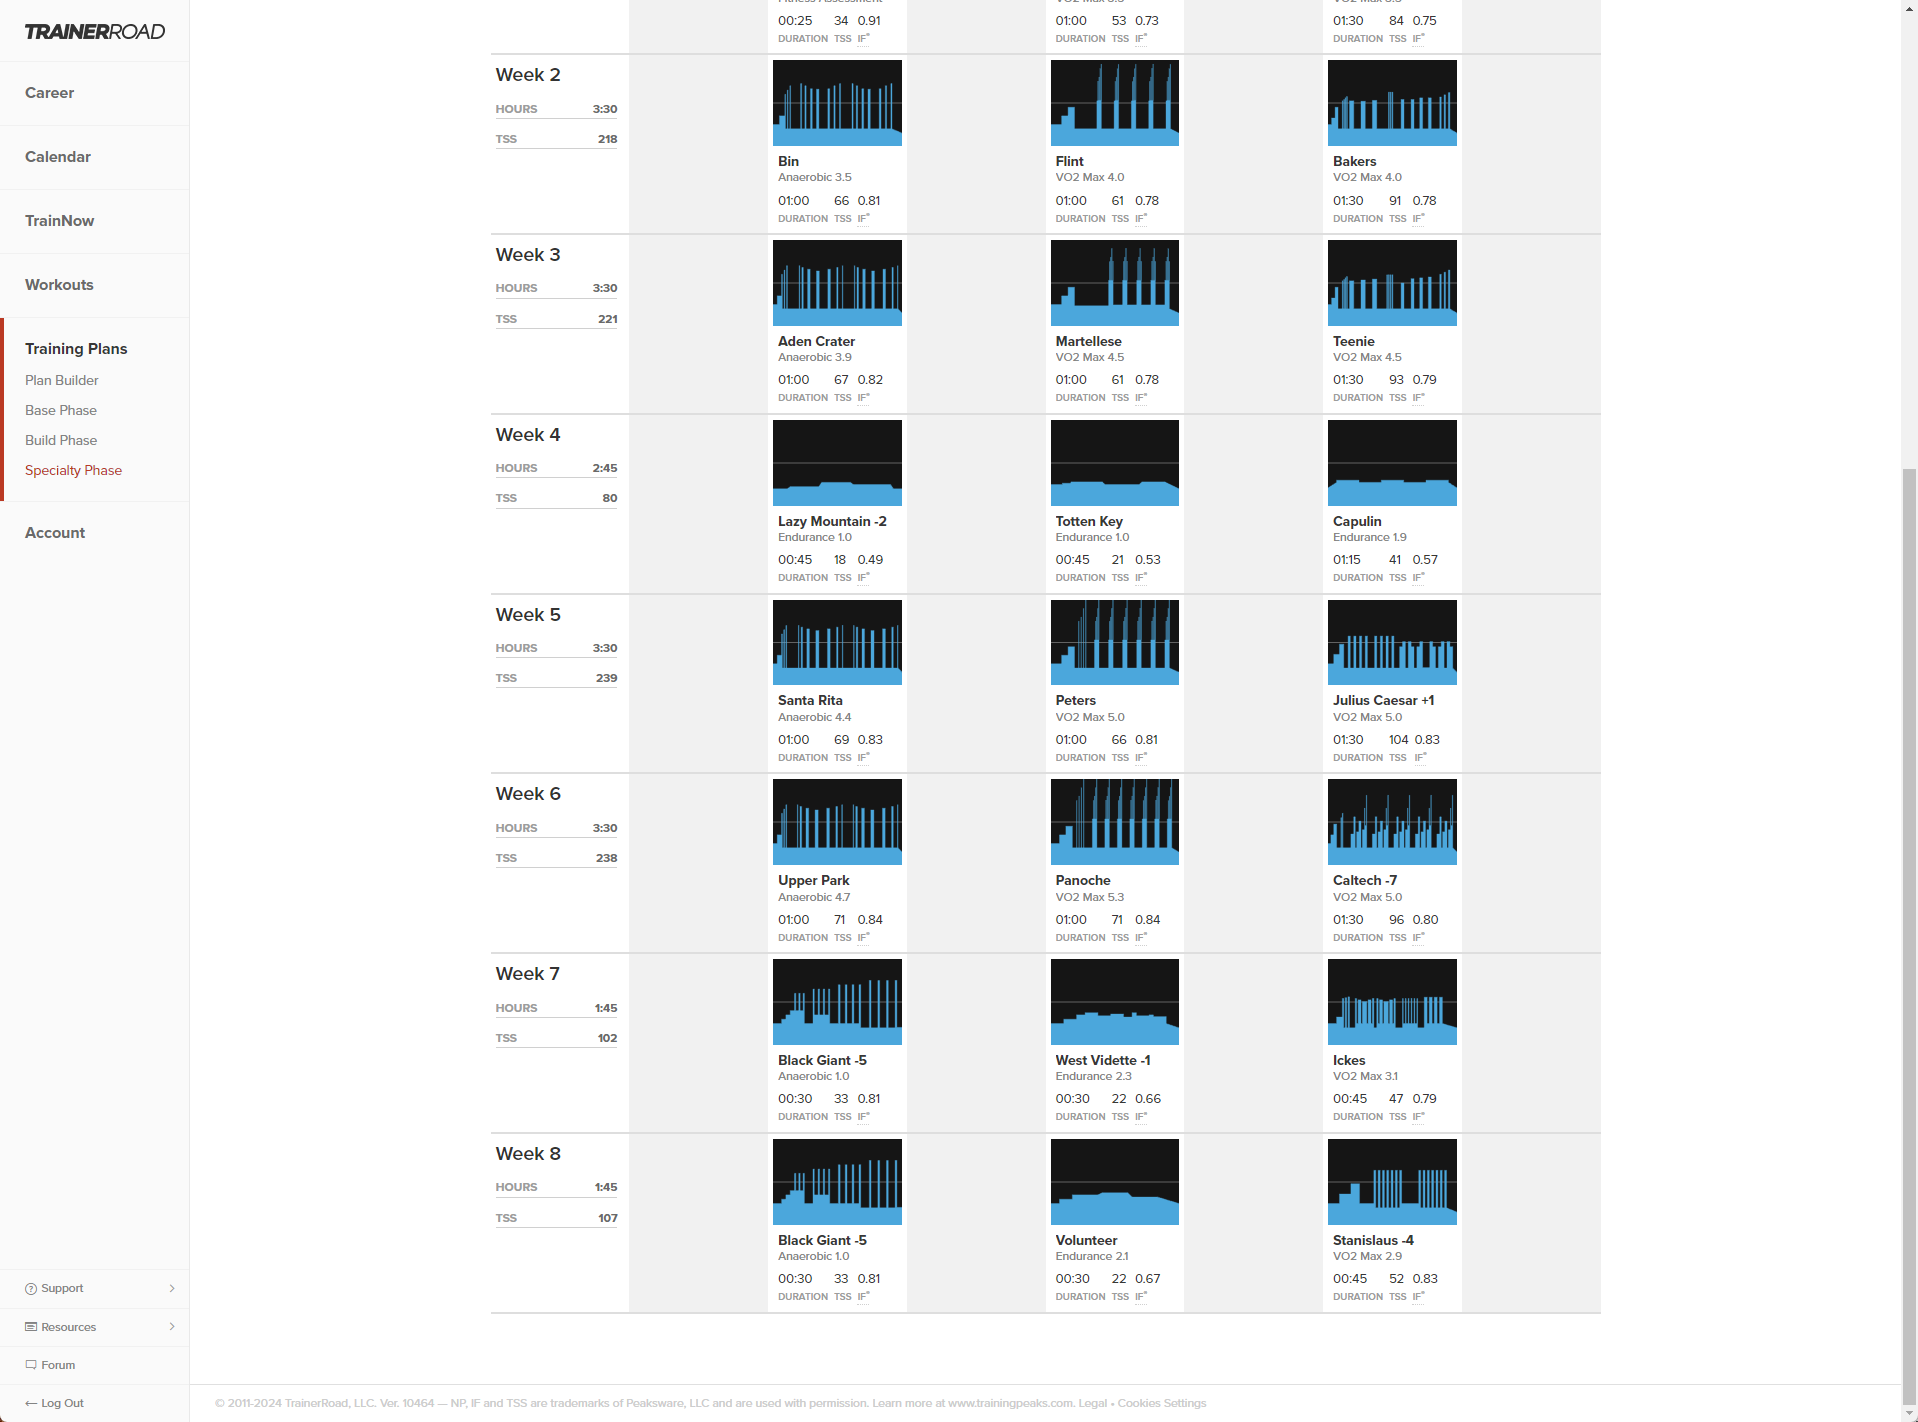 TRAINERROAD
Career
Calendar
TrainNow
Workouts
Training Plans
Plan Builder
Base Phase
Build Phase
Specialty Phase
Account
Support
Resources
Forum
← Log Out
00:25 34 0.91
DURATION TSS IF®
01:00 53 0.73
DURATION TSS IF®
01:30 84 0.75
DURATION TSS IF®
Week 2
HOURS 3:30
TSS 218
Bin
Anaerobic 3.5
01:00 66 0.81
DURATION TSS IF®
Flint
VO2 Max 4.0
01:00 61 0.78
DURATION TSS IF®
Bakers
VO2 Max 4.0
01:30 91 0.78
DURATION TSS IF®
Week 3
HOURS 3:30
TSS 221
Aden Crater
Anaerobic 3.9
01:00 67 0.82
DURATION TSS IF®
Martellese
VO2 Max 4.5
01:00 61 0.78
DURATION TSS IF®
Teenie
VO2 Max 4.5
01:30 93 0.79
DURATION TSS IF®
Week 4
HOURS 2:45
TSS 80
Lazy Mountain -2
Endurance 1.0
00:45 18 0.49
DURATION TSS IF®
Totten Key
Endurance 1.0
00:45 21 0.53
DURATION TSS IF®
Capulin
Endurance 1.9
01:15 41 0.57
DURATION TSS IF®
Week 5
HOURS 3:30
TSS 239
Santa Rita
Anaerobic 4.4
01:00 69 0.83
DURATION TSS IF®
Peters
VO2 Max 5.0
01:00 66 0.81
DURATION TSS IF®
Julius Caesar +1
VO2 Max 5.0
01:30 104 0.83
DURATION TSS IF®
Week 6
HOURS 3:30
TSS 238
Upper Park
Anaerobic 4.7
01:00 71 0.84
DURATION TSS IF®
Panoche
VO2 Max 5.3
01:00 71 0.84
DURATION TSS IF®
Caltech -7
VO2 Max 5.0
01:30 96 0.80
DURATION TSS IF®
Week 7
HOURS 1:45
TSS 102
Black Giant -5
Anaerobic 1.0
00:30 33 0.81
DURATION TSS IF®
West Vidette -1
Endurance 2.3
00:30 22 0.66
DURATION TSS IF®
Ickes
VO2 Max 3.1
00:45 47 0.79
DURATION TSS IF®
Week 8
HOURS 1:45
TSS 107
Black Giant -5
Anaerobic 1.0
00:30 33 0.81
DURATION TSS IF®
Volunteer
Endurance 2.1
00:30 22 0.67
DURATION TSS IF®
Stanislaus -4
VO2 Max 2.9
00:45 52 0.83
DURATION TSS IF®
© 2011-2024 TrainerRoad, LLC. Ver. 10464 — NP, IF and TSS are trademarks of Peaksware, LLC and are used with permission. Learn more at www.trainingpeaks.com. Legal • Cookies Settings